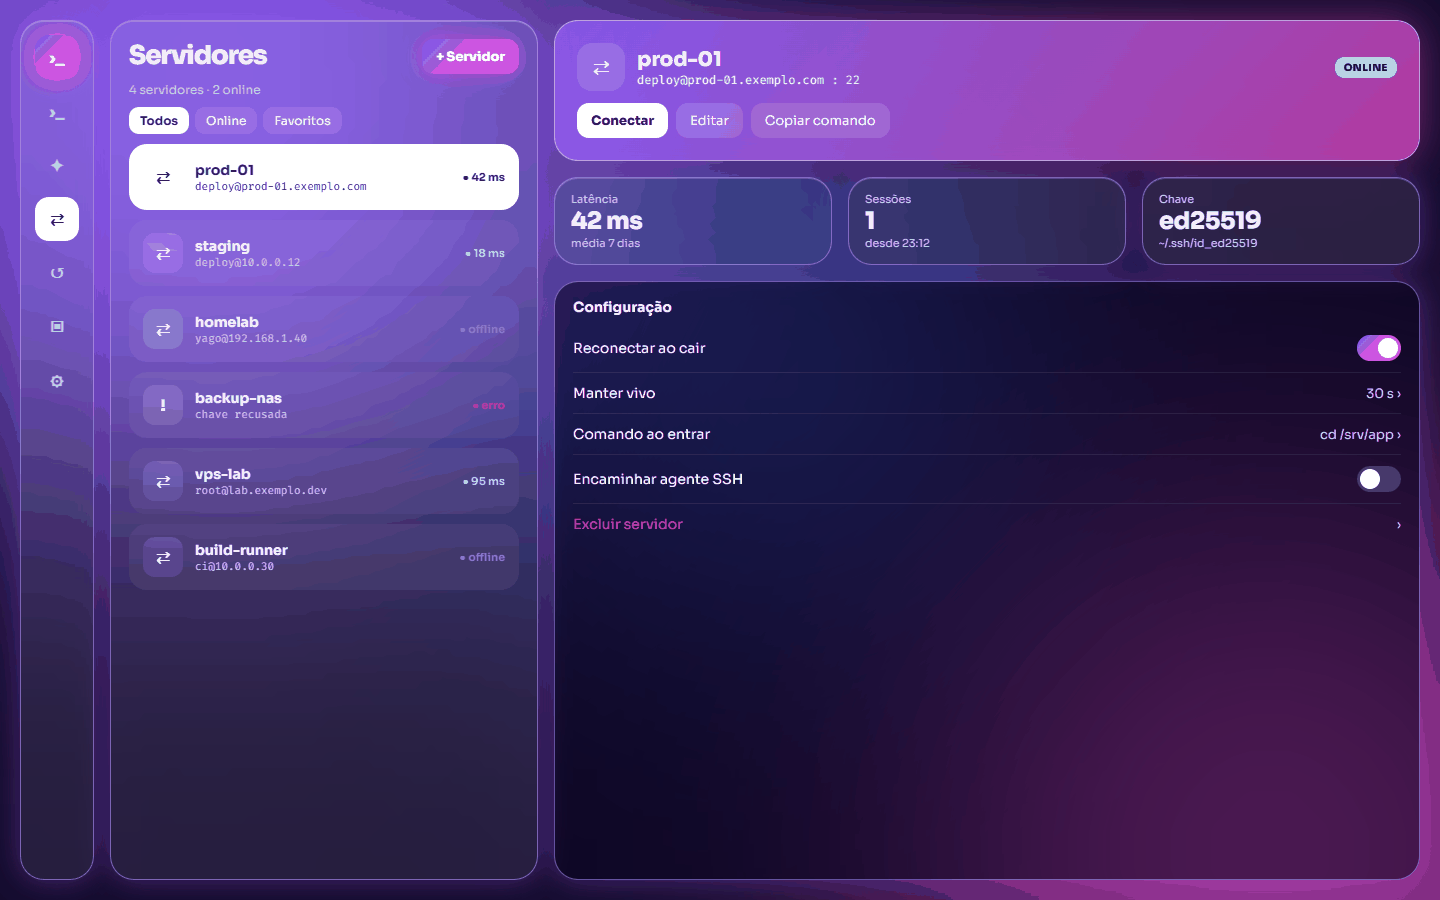 Servidores
+ Servidor
4 servidores · 2 online
Todos
Online
Favoritos
prod-01
deploy@prod-01.exemplo.com
• 42 ms
staging
deploy@10.0.0.12
• 18 ms
homelab
yago@192.168.1.40
• offline
backup-nas
chave recusada
• erro
vps-lab
root@lab.exemplo.dev
• 95 ms
build-runner
ci@10.0.0.30
• offline
prod-01
deploy@prod-01.exemplo.com : 22
ONLINE
Conectar
Editar
Copiar comando
Latência
42 ms
média 7 dias
Sessões
1
desde 23:12
Chave
ed25519
~/.ssh/id_ed25519
Configuração
Reconectar ao cair
Manter vivo
30 s ›
Comando ao entrar
cd /srv/app ›
Encaminhar agente SSH
Excluir servidor
›